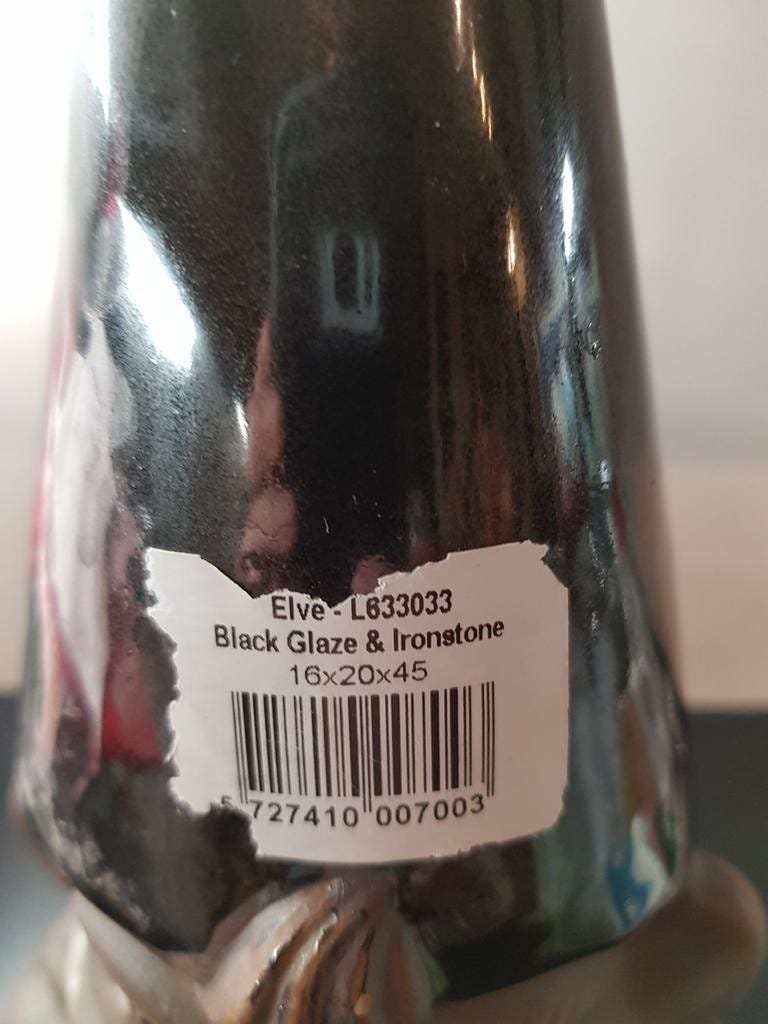 Elve - L633033
Black Glaze & Ironstone
16x20x45
5 727410 007003